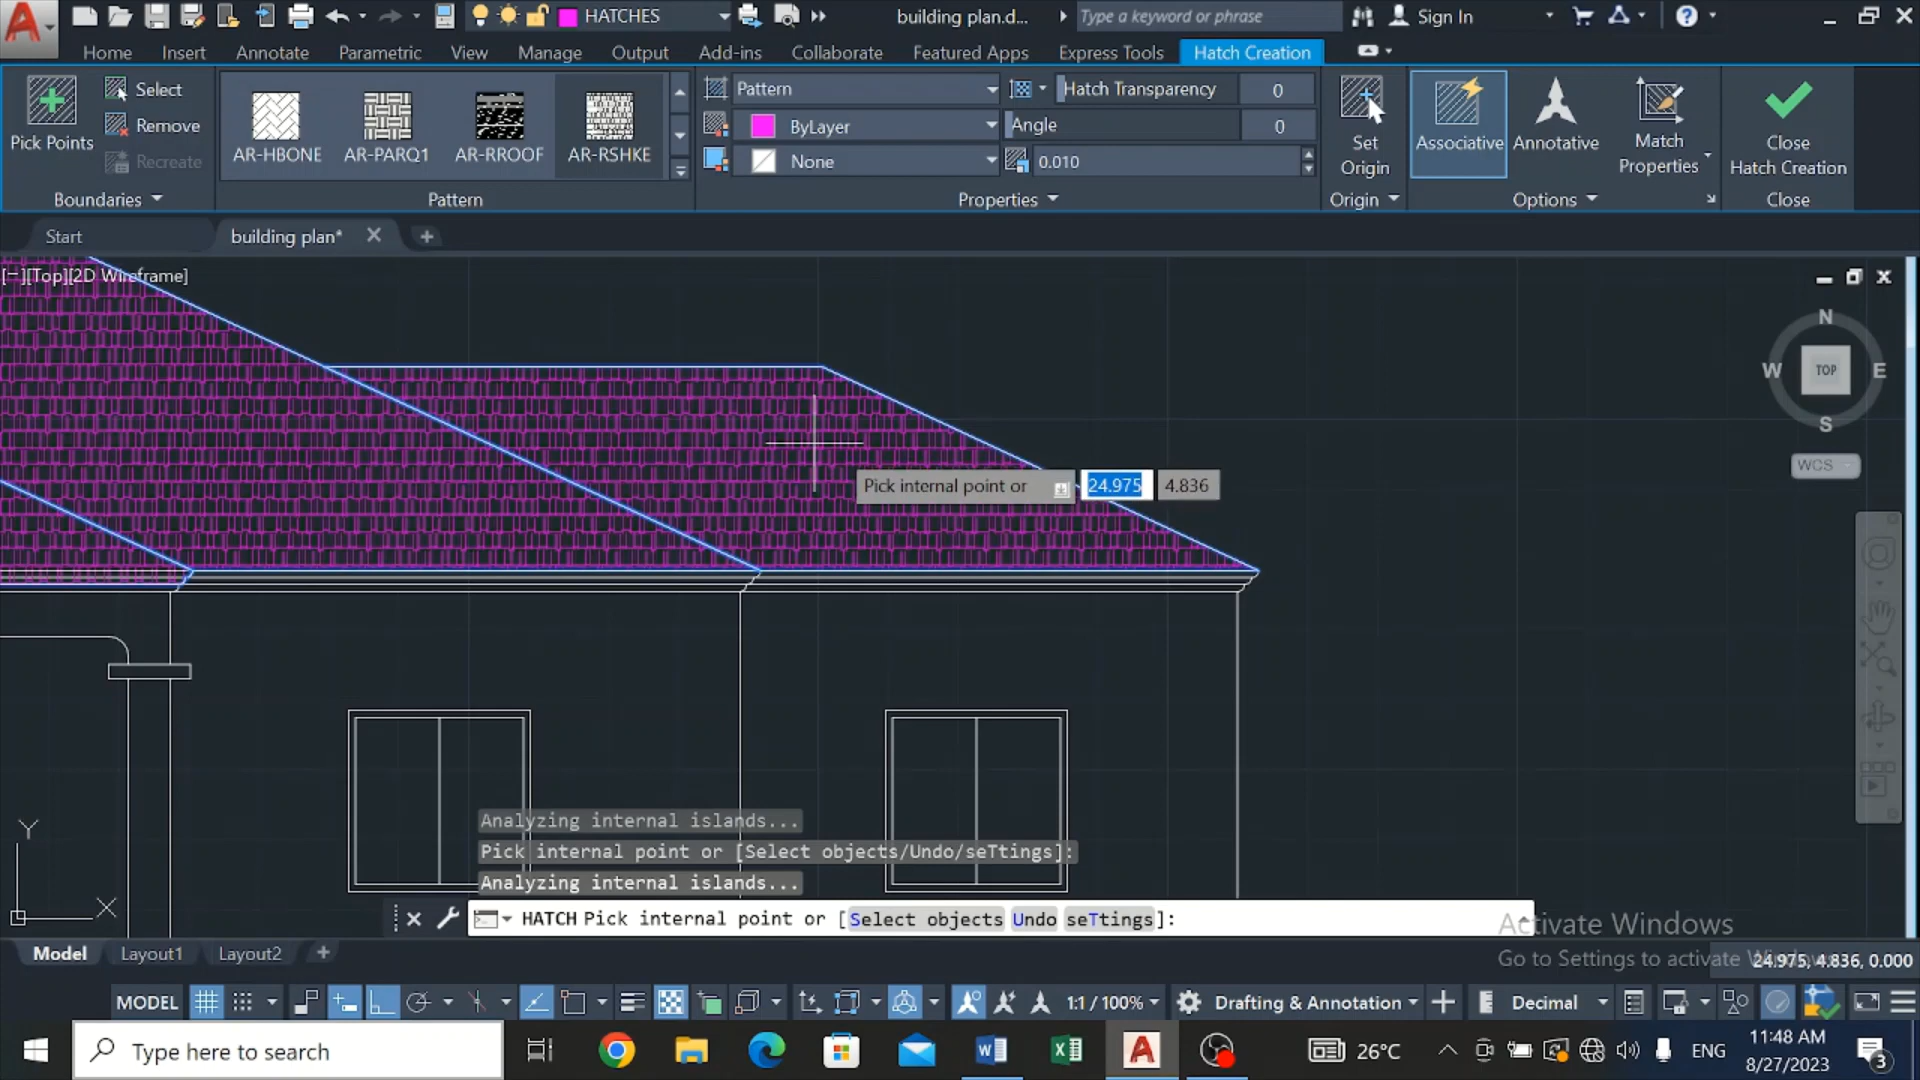 HATCHES
building plan.d...
Type a keyword or phrase
Sign In
Home
Insert
Annotate
Parametric
View
Manage
Output
Add-ins
Collaborate
Featured Apps
Express Tools
Hatch Creation
Pick Points
Select
Remove
Recreate
Boundaries
AR-HBONE
AR-PARQ1
AR-RROOF
AR-RSHKE
Pattern
Pattern
Hatch Transparency
0
ByLayer
Angle
0
None
0.010
Properties
Set
Origin
Origin
Associative
Annotative
Match
Properties
Options
Close
Hatch Creation
Close
Start
building plan*
[−][Top][2D Wireframe]
N
W
TOP
E
S
WCS
Pick internal point or
24.975
4.836
Y
X
Analyzing internal islands...
Pick internal point or [Select objects/Undo/seTtings]:
Analyzing internal islands...
HATCH Pick internal point or [Select objects Undo seTtings]:
Activate Windows
Go to Settings to activate
Model
Layout1
Layout2
24.975, 4.836, 0.000
MODEL
1:1 / 100%
Drafting & Annotation
Decimal
Type here to search
26°C
ENG
11:48 AM
8/27/2023
3